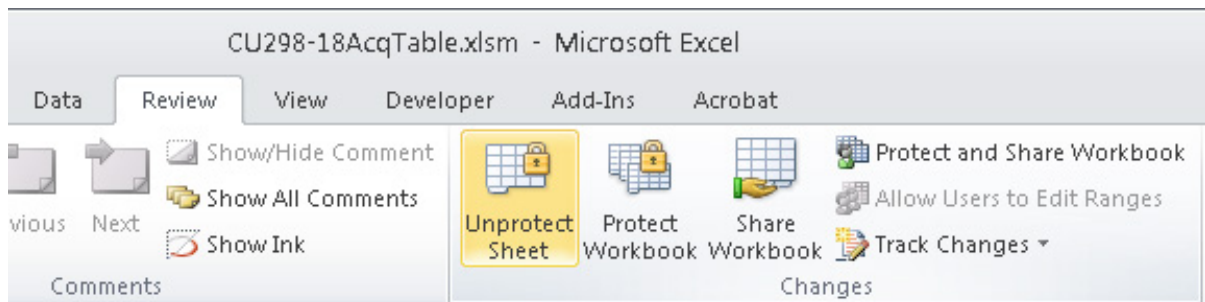 CU298-18AcqTable.xlsm - Microsoft Excel
Data Review View Developer Add-Ins Acrobat
Show/Hide Comment
Show All Comments
Show Ink
vious Next
Comments
Unprotect
Sheet
Protect
Workbook
Share
Workbook
Protect and Share Workbook
Allow Users to Edit Ranges
Track Changes
Changes